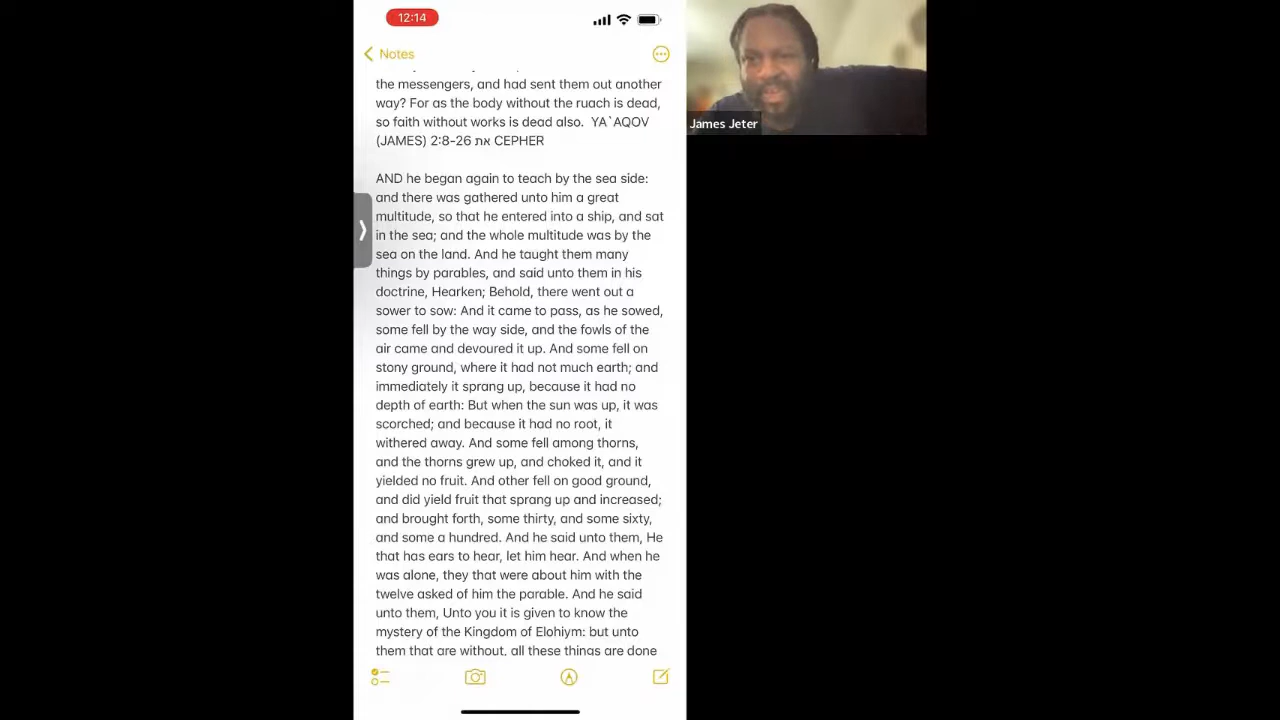 12:14
Notes
the messengers, and had sent them out another
way? For as the body without the ruach is dead,
so faith without works is dead also.  YA`AQOV
(JAMES) 2:8-26 את CEPHER
AND he began again to teach by the sea side:
and there was gathered unto him a great
multitude, so that he entered into a ship, and sat
in the sea; and the whole multitude was by the
sea on the land. And he taught them many
things by parables, and said unto them in his
doctrine, Hearken; Behold, there went out a
sower to sow: And it came to pass, as he sowed,
some fell by the way side, and the fowls of the
air came and devoured it up. And some fell on
stony ground, where it had not much earth; and
immediately it sprang up, because it had no
depth of earth: But when the sun was up, it was
scorched; and because it had no root, it
withered away. And some fell among thorns,
and the thorns grew up, and choked it, and it
yielded no fruit. And other fell on good ground,
and did yield fruit that sprang up and increased;
and brought forth, some thirty, and some sixty,
and some a hundred. And he said unto them, He
that has ears to hear, let him hear. And when he
was alone, they that were about him with the
twelve asked of him the parable. And he said
unto them, Unto you it is given to know the
mystery of the Kingdom of Elohiym: but unto
them that are without, all these things are done
James Jeter